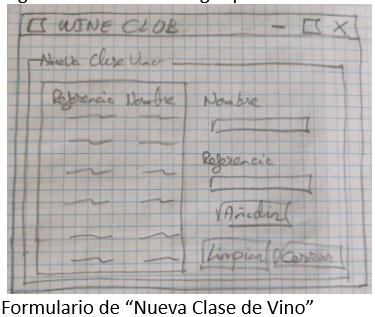 WINE CLUB
Nueva Clase Vino
Referencia Nombre
Nombre
Referencia
Añadir
Limpiar Cerrar
Formulario de “Nueva Clase de Vino”